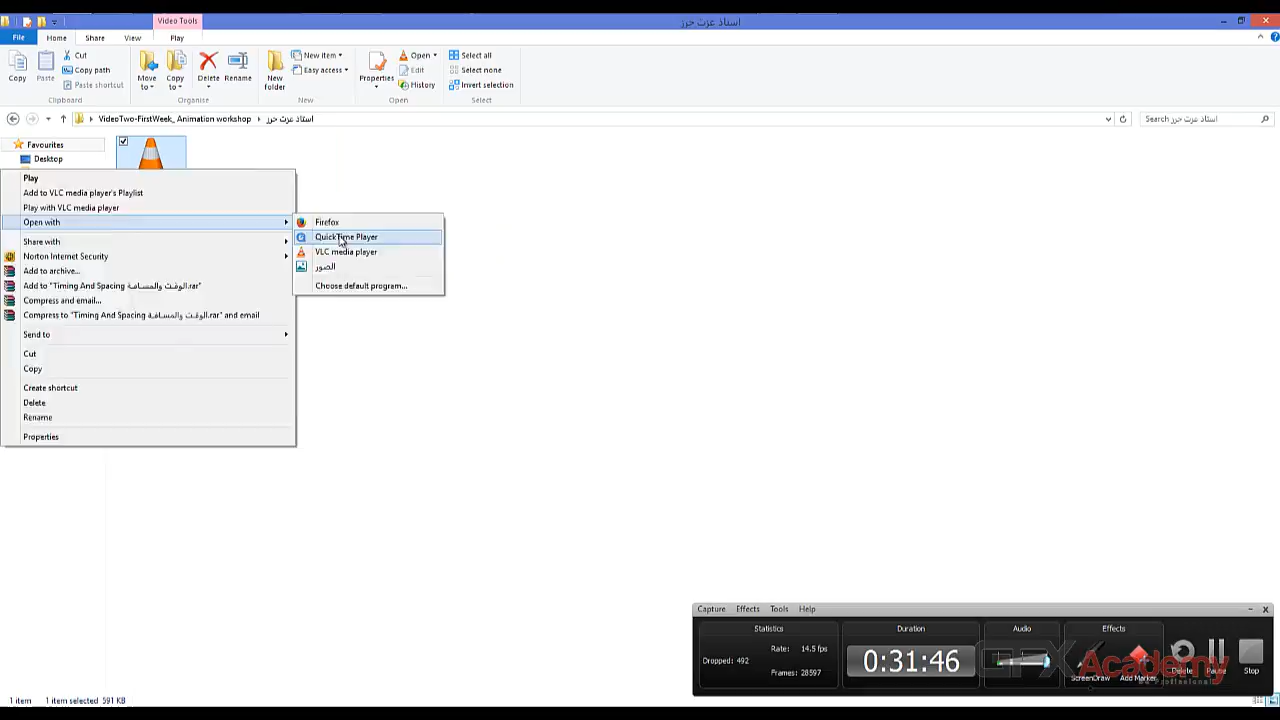 Video Tools
استاذ عزت حرز
File Home Share View Play
Copy
Paste
Cut
Copy path
Paste shortcut
Clipboard
Move to
Copy to
Delete
Rename
Organise
New folder
New item
Easy access
New
Properties
Open
Edit
History
Open
Select all
Select none
Invert selection
Select
VideoTwo-FirstWeek_ Animation workshop
استاذ عزت حرز
Search استاذ عزت حرز
Favourites
Desktop
Play
Add to VLC media player's Playlist
Play with VLC media player
Open with
Share with
Norton Internet Security
Add to archive...
Add to "Timing And Spacing الوقت والمسافة.rar"
Compress and email...
Compress to "Timing And Spacing الوقت والمسافة.rar" and email
Send to
Cut
Copy
Create shortcut
Delete
Rename
Properties
Firefox
QuickTime Player
VLC media player
الصور
Choose default program...
Capture Effects Tools Help
Statistics
Dropped: 492
Rate: 14.5 fps
Frames: 28597
Duration
0:31:46
Audio
Effects
ScreenDraw
Add Marker
Delete
Pause
Stop
GFX Academy
1 item 1 item selected 591 KB